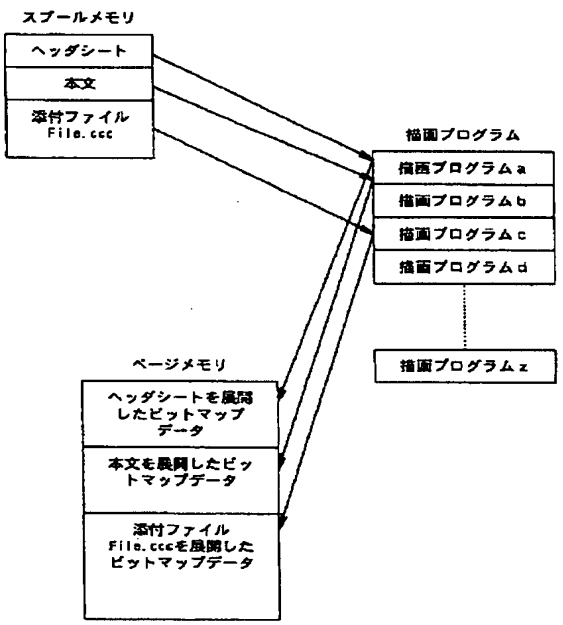 スプールメモリ
ヘッダシート
本文
添付ファイル
File.ccc
描画プログラム
描画プログラムa
描画プログラムb
描画プログラムc
描画プログラムd
描画プログラムz
ページメモリ
ヘッダシートを展開
したビットマップ
データ
本文を展開したビッ
トマップデータ
添付ファイル
File.cccを展開した
ビットマップデータ